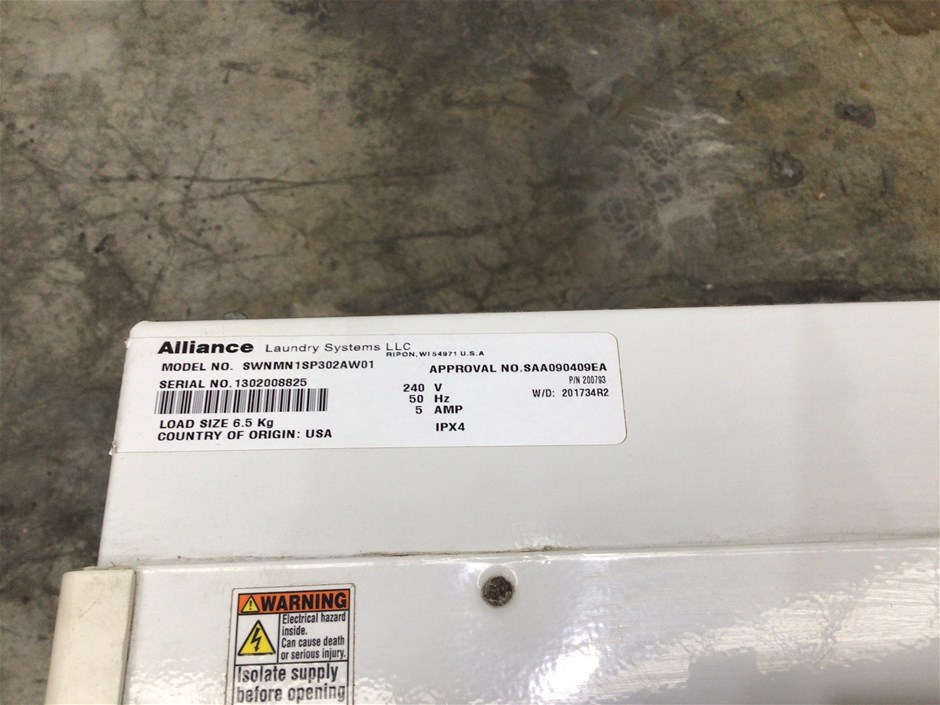 Alliance Laundry Systems LLC
RIPON, WI 54971 U.S.A
MODEL NO. SWNMN1SP302AW01
APPROVAL NO.SAA090409EA
SERIAL NO.1302008825
P/N 200793
240 V
W/D: 201734R2
50 Hz
5 AMP
LOAD SIZE 6.5 Kg
IPX4
COUNTRY OF ORIGIN: USA
WARNING
Electrical hazard
inside.
Can cause death
or serious injury.
Isolate supply
before opening